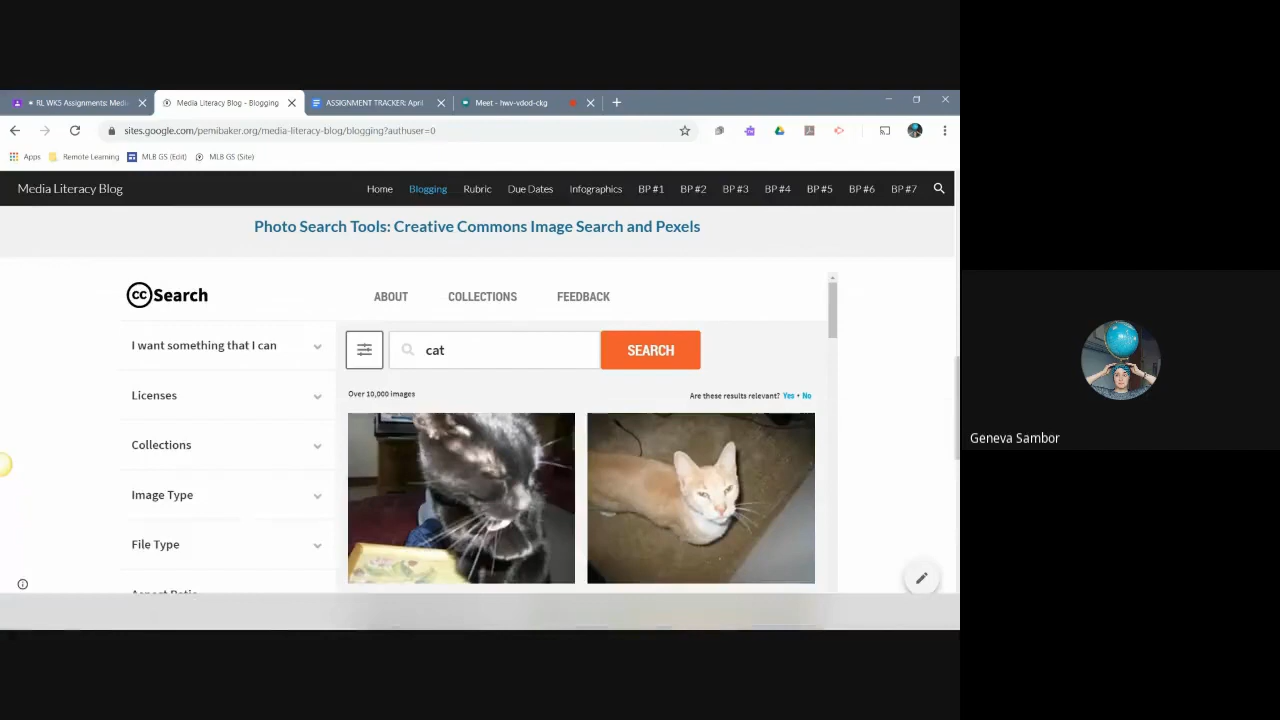 RL WK5 Assignments: Medi
Media Literacy Blog - Blogging
ASSIGNMENT TRACKER: April
Meet - hwv-vdod-ckg
sites.google.com/pemibaker.org/media-literacy-blog/blogging?authuser=0
Apps Remote Learning MLB GS (Edit) MLB GS (Site)
Media Literacy Blog Home Blogging Rubric Due Dates Infographics BP #1 BP #2 BP #3 BP #4 BP #5 BP #6 BP #7
Photo Search Tools: Creative Commons Image Search and Pexels
cc Search ABOUT COLLECTIONS FEEDBACK
I want something that I can
cat SEARCH
Over 10,000 images Are these results relevant? Yes • No
Licenses
Collections
Image Type
File Type
Aspect Ratio
Geneva Sambor